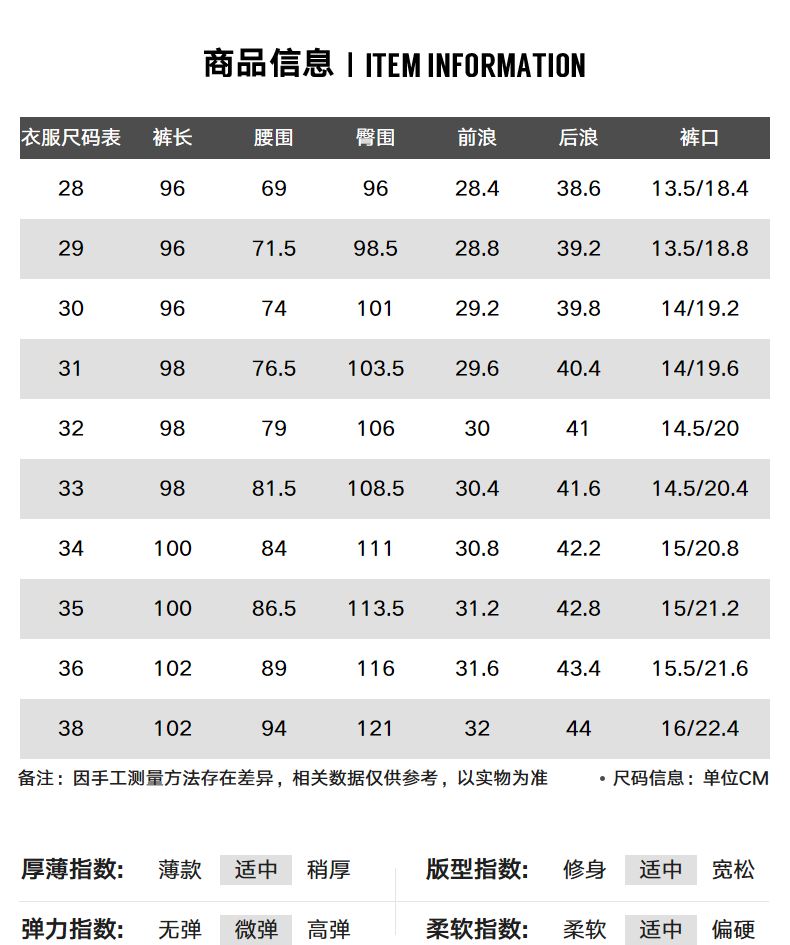 商品信息 | ITEM INFORMATION
衣服尺码表 裤长 腰围 臀围 前浪 后浪 裤口
28 96 69 96 28.4 38.6 13.5/18.4
29 96 71.5 98.5 28.8 39.2 13.5/18.8
30 96 74 101 29.2 39.8 14/19.2
31 98 76.5 103.5 29.6 40.4 14/19.6
32 98 79 106 30 41 14.5/20
33 98 81.5 108.5 30.4 41.6 14.5/20.4
34 100 84 111 30.8 42.2 15/20.8
35 100 86.5 113.5 31.2 42.8 15/21.2
36 102 89 116 31.6 43.4 15.5/21.6
38 102 94 121 32 44 16/22.4
备注：因手工测量方法存在差异，相关数据仅供参考，以实物为准 • 尺码信息：单位CM
厚薄指数: 薄款 适中 稍厚 版型指数: 修身 适中 宽松
弹力指数: 无弹 微弹 高弹 柔软指数: 柔软 适中 偏硬